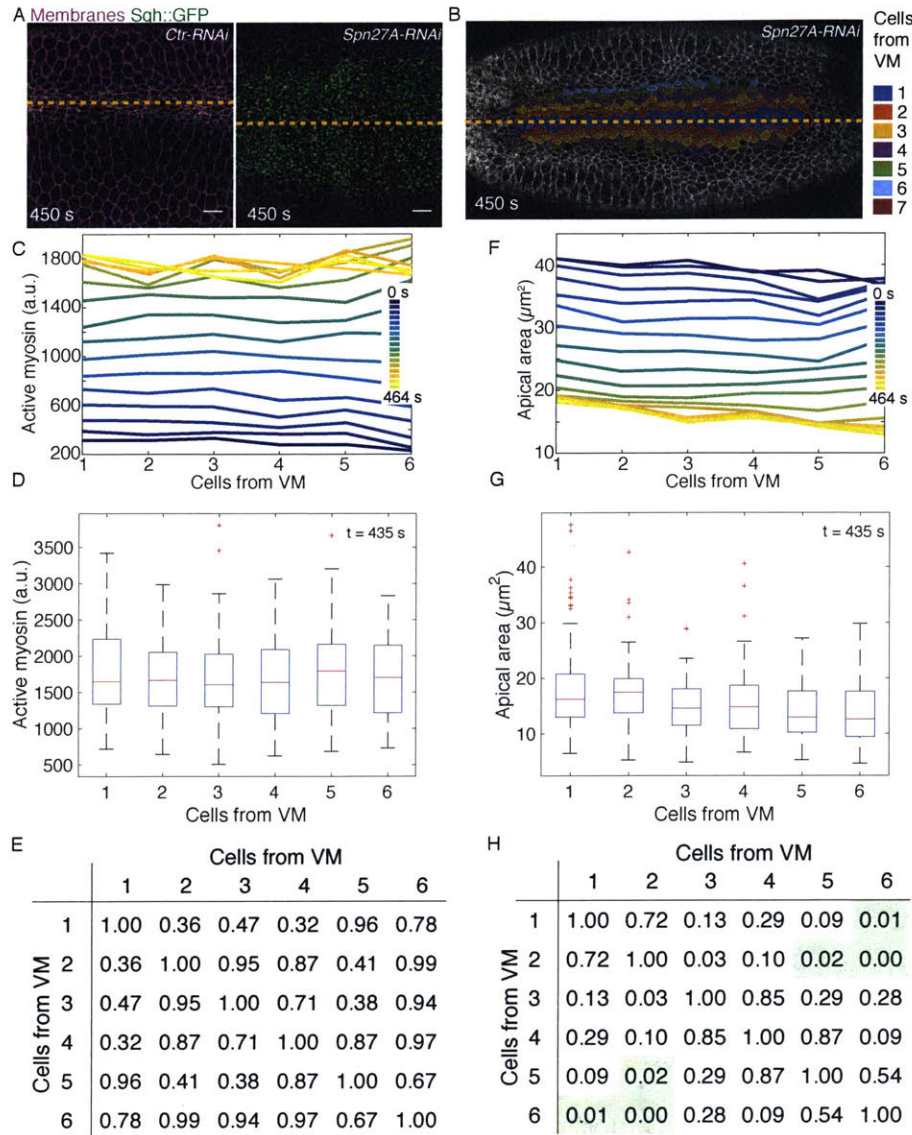 A Membranes Sqh::GFP
Ctr-RNAi
Spn27A-RNAi
450 s
450 s
B
Spn27A-RNAi
450 s
Cells
from
VM
1
2
3
4
5
6
7
C
Active myosin (a.u.)
1800
1400
1000
600
200
0 s
464 s
1 2 3 4 5 6
Cells from VM
F
Apical area (µm²)
40
30
20
10
0 s
464 s
1 2 3 4 5 6
Cells from VM
D
t = 435 s
Active myosin (a.u.)
3500
3000
2500
2000
1500
1000
500
1 2 3 4 5 6
Cells from VM
G
t = 435 s
Apical area (µm²)
40
30
20
10
1 2 3 4 5 6
Cells from VM
E
Cells from VM
1 2 3 4 5 6
Cells from VM
1 1.00 0.36 0.47 0.32 0.96 0.78
2 0.36 1.00 0.95 0.87 0.41 0.99
3 0.47 0.95 1.00 0.71 0.38 0.94
4 0.32 0.87 0.71 1.00 0.87 0.97
5 0.96 0.41 0.38 0.87 1.00 0.67
6 0.78 0.99 0.94 0.97 0.67 1.00
H
Cells from VM
1 2 3 4 5 6
Cells from VM
1 1.00 0.72 0.13 0.29 0.09 0.01
2 0.72 1.00 0.03 0.10 0.02 0.00
3 0.13 0.03 1.00 0.85 0.29 0.28
4 0.29 0.10 0.85 1.00 0.87 0.09
5 0.09 0.02 0.29 0.87 1.00 0.54
6 0.01 0.00 0.28 0.09 0.54 1.00